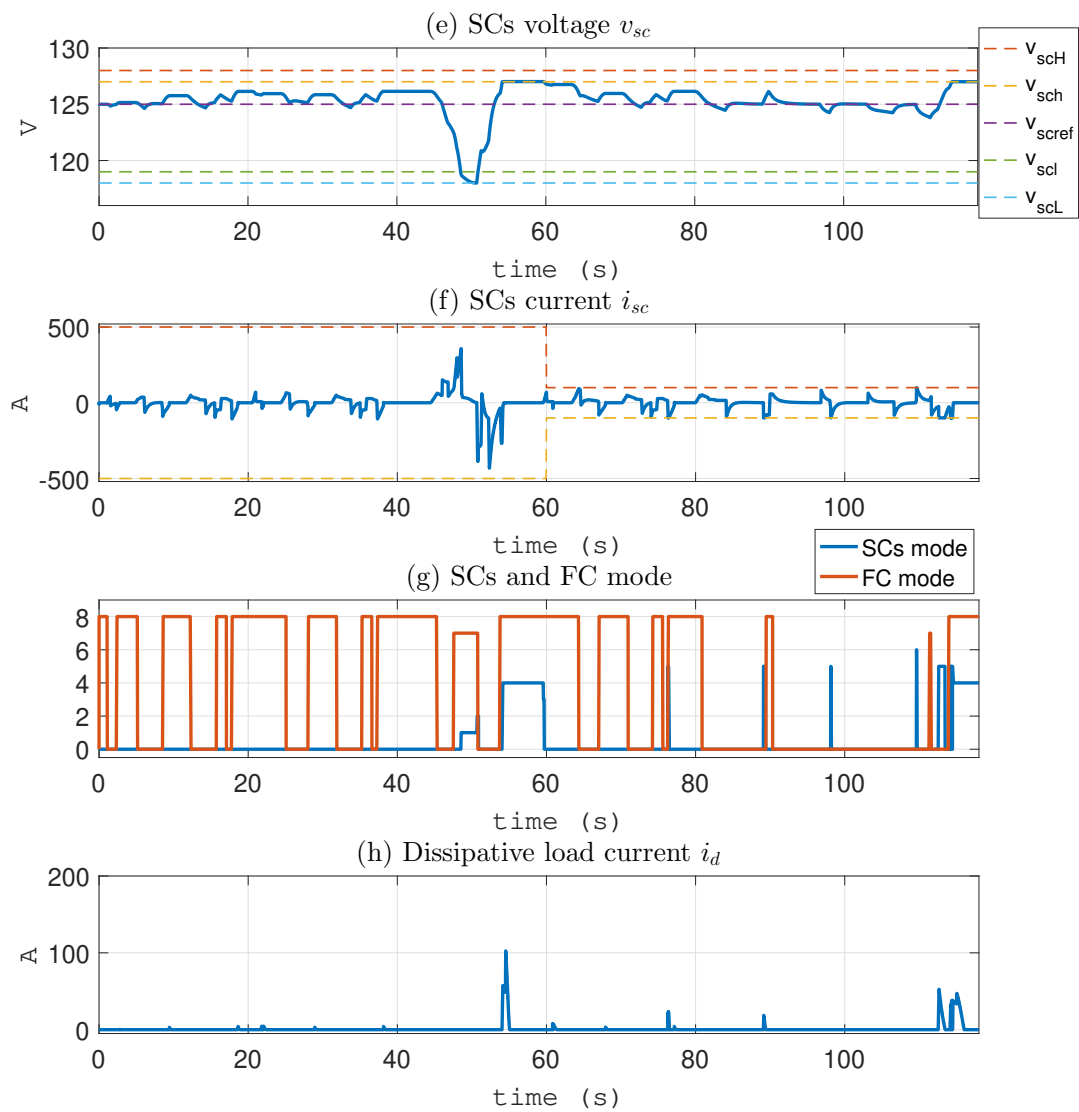 (e) SCs voltage v_sc
130
125
120
V
0 20 40 60 80 100
time (s)
v_scH
v_sch
v_scref
v_scl
v_scL
(f) SCs current i_sc
500
0
-500
A
0 20 40 60 80 100
time (s)
SCs mode
FC mode
(g) SCs and FC mode
8
6
4
2
0
0 20 40 60 80 100
time (s)
(h) Dissipative load current i_d
200
100
0
A
0 20 40 60 80 100
time (s)